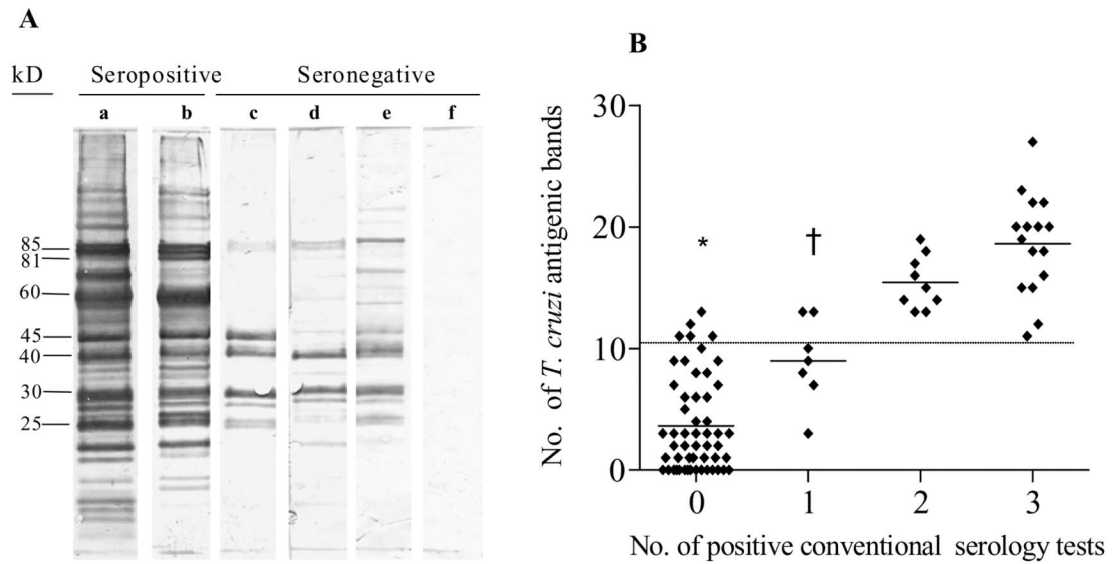 A
kD Seropositive Seronegative
a b c d e f
85
81
60
45
40
30
25
B
No. of T. cruzi antigenic bands
30
20
10
0
* †
0 1 2 3
No. of positive conventional serology tests